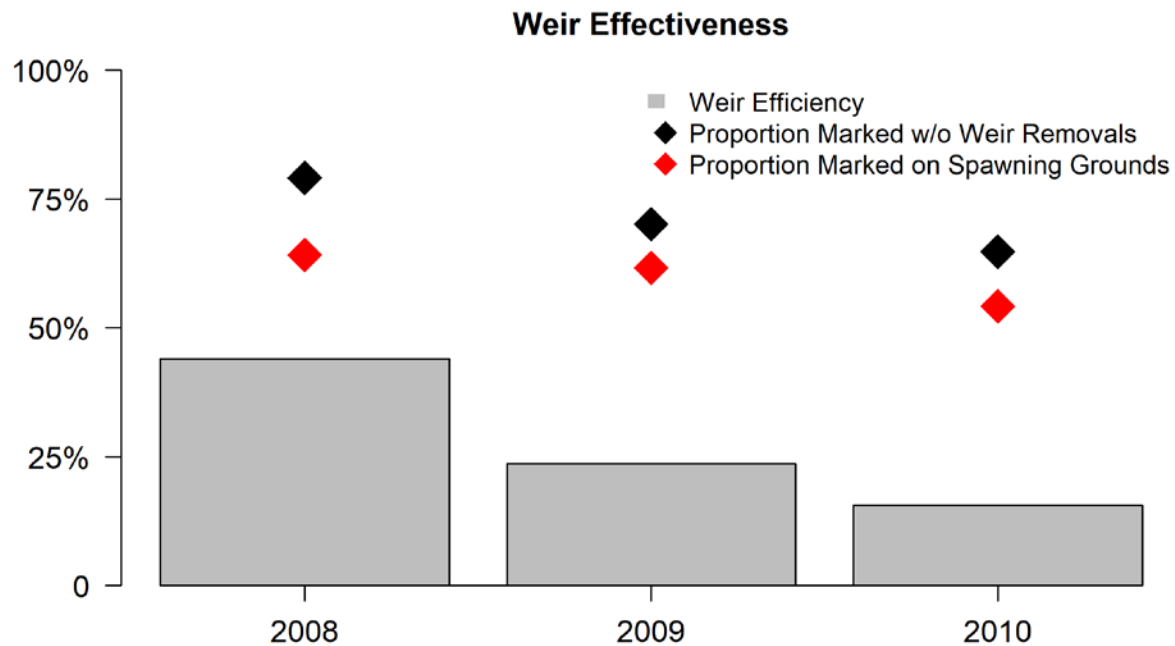 Weir Effectiveness
100%
Weir Efficiency
Proportion Marked w/o Weir Removals
Proportion Marked on Spawning Grounds
75%
50%
25%
0
2008 2009 2010